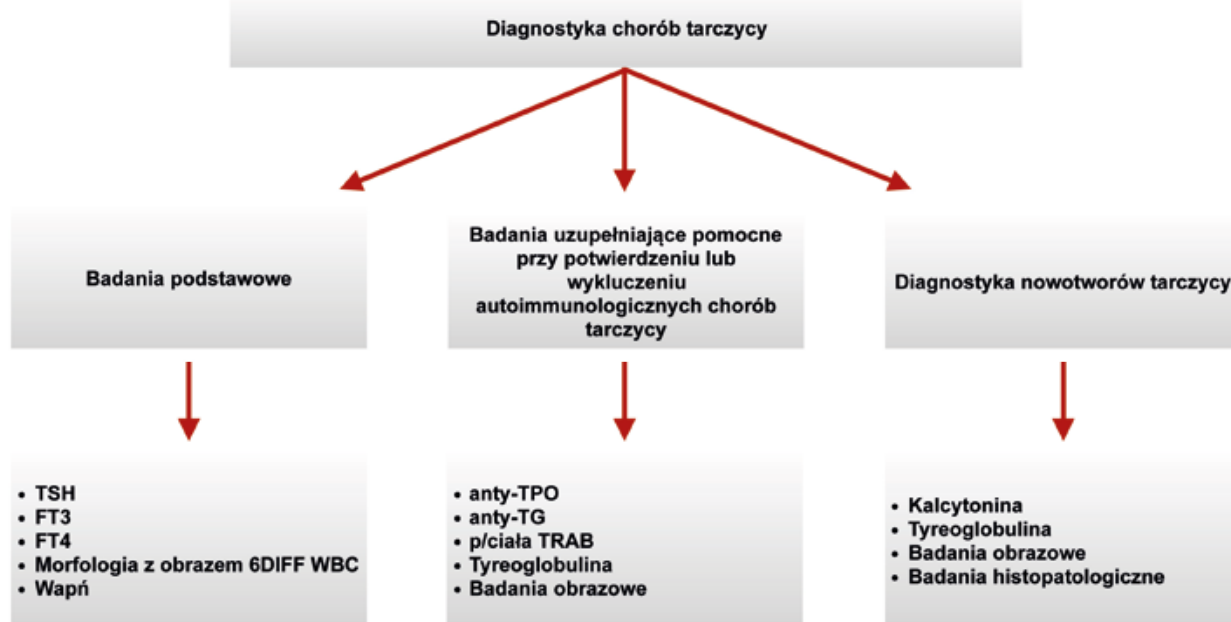 Diagnostyka chorób tarczycy
Badania podstawowe
Badania uzupełniające pomocne
przy potwierdzeniu lub
wykluczeniu
autoimmunologicznych chorób
tarczycy
Diagnostyka nowotworów tarczycy
• TSH
• FT3
• FT4
• Morfologia z obrazem 6DIFF WBC
• Wapń
• anty-TPO
• anty-TG
• p/ciała TRAB
• Tyreoglobulina
• Badania obrazowe
• Kalcytonina
• Tyreoglobulina
• Badania obrazowe
• Badania histopatologiczne